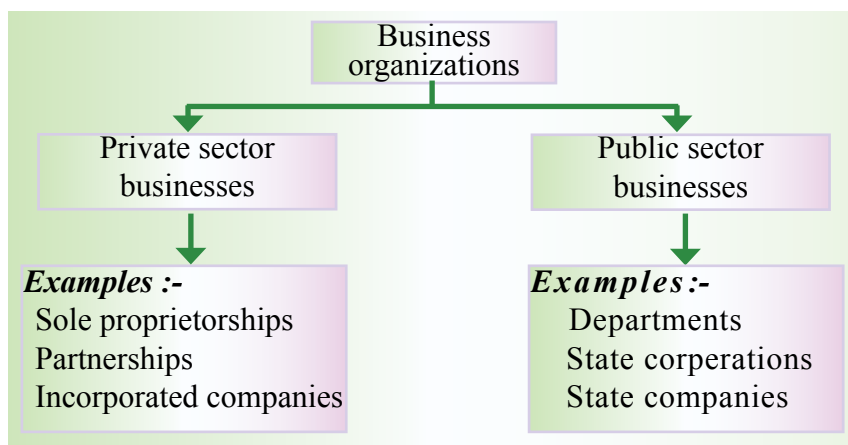 Business
organizations
Private sector
businesses
Public sector
businesses
Examples :-
Sole proprietorships
Partnerships
Incorporated companies
Examples:-
Departments
State corperations
State companies